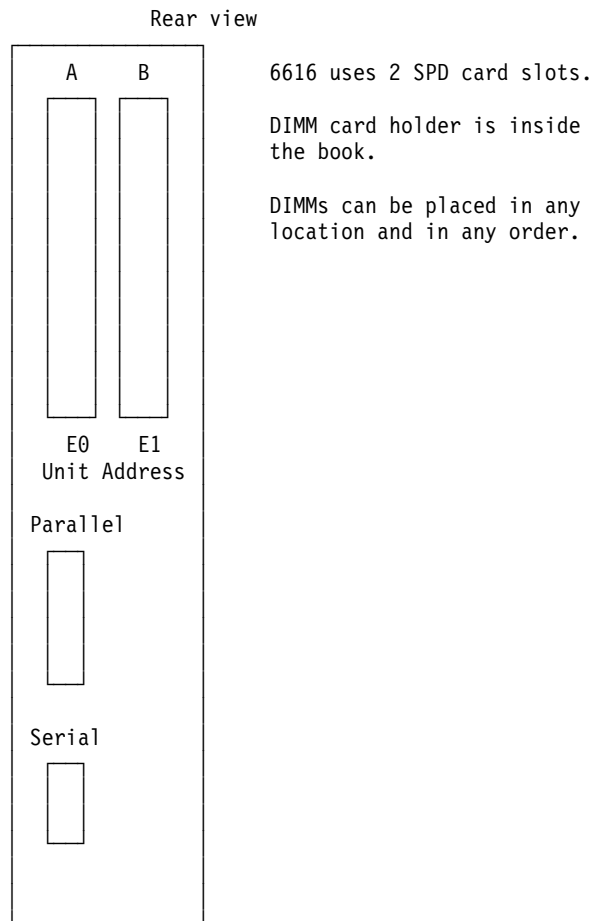 Rear view
A B
6616 uses 2 SPD card slots.
DIMM card holder is inside
the book.
DIMMs can be placed in any
location and in any order.
E0 E1
Unit Address
Parallel
Serial